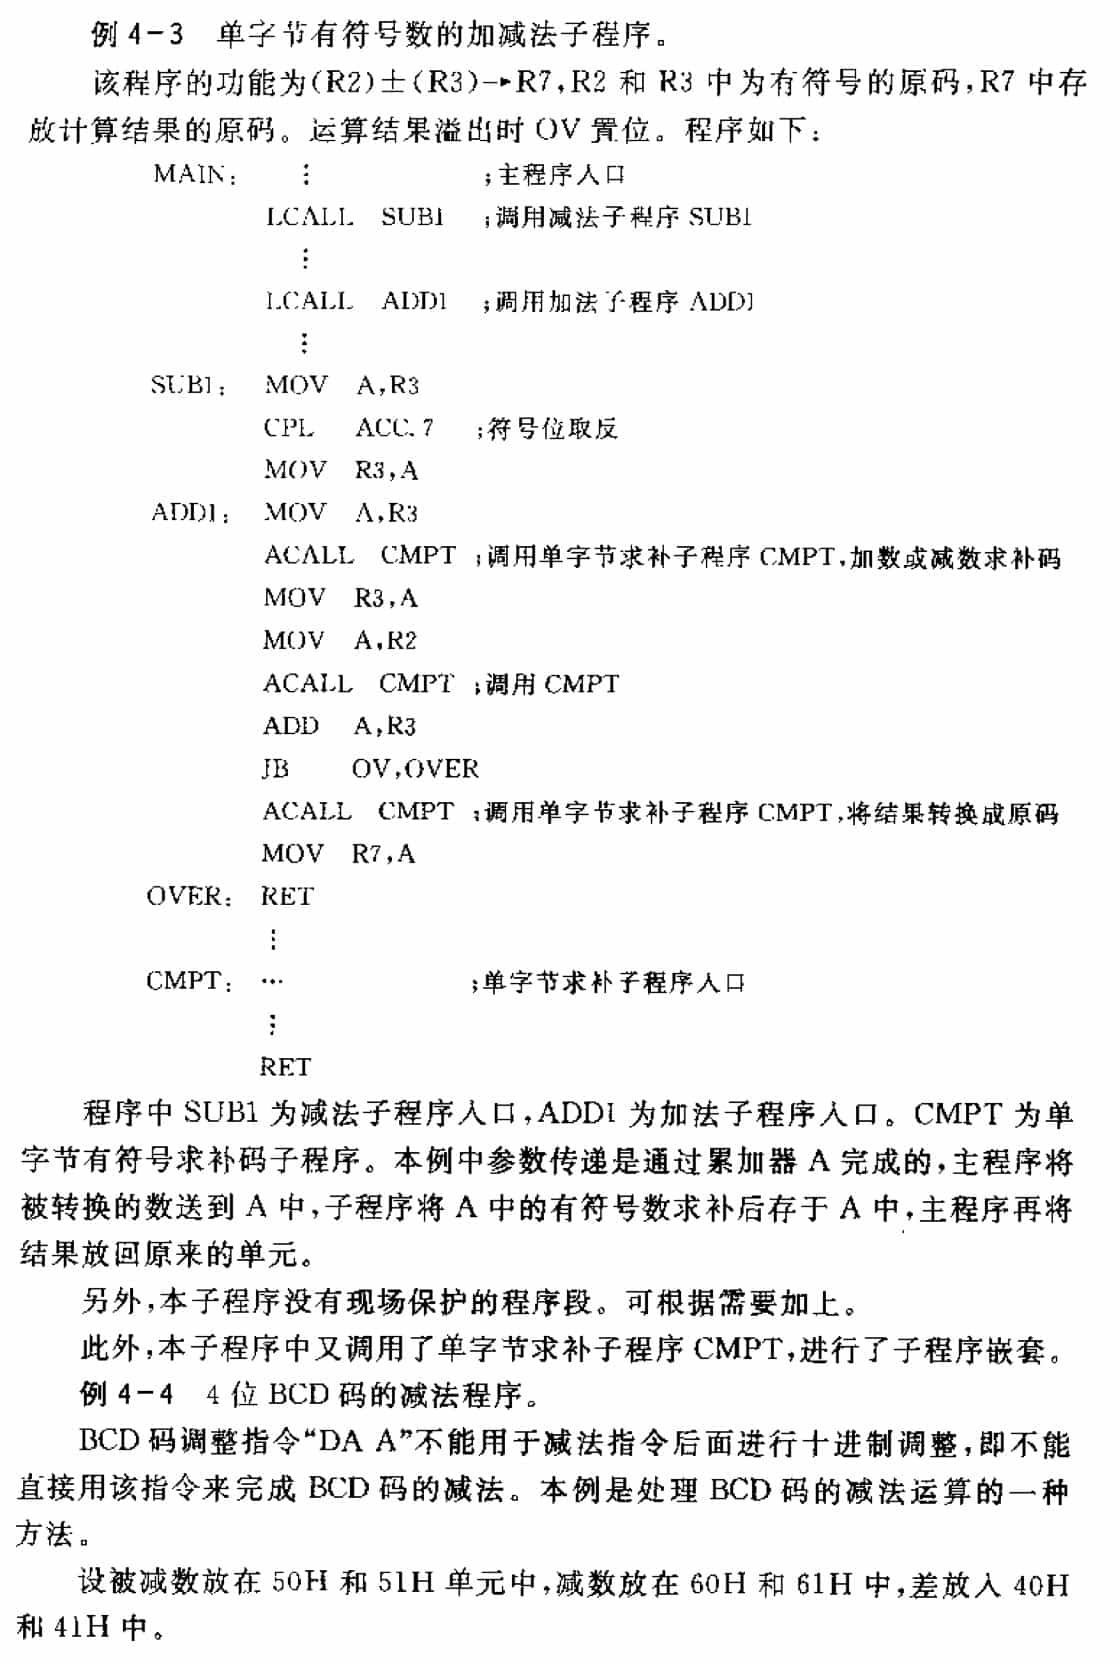 例 4-3 单字节有符号数的加减法子程序。
该程序的功能为(R2)±(R3)→R7,R2 和 R3 中为有符号的原码,R7 中存
放计算结果的原码。运算结果溢出时 OV 置位。程序如下:
MAIN: ⋮ ;主程序入口
LCALL SUB1 ;调用减法子程序 SUB1
⋮
LCALL ADD1 ;调用加法子程序 ADD1
⋮
SUB1: MOV A,R3
CPL ACC.7 ;符号位取反
MOV R3,A
ADD1: MOV A,R3
ACALL CMPT ;调用单字节求补子程序 CMPT,加数或减数求补码
MOV R3,A
MOV A,R2
ACALL CMPT ;调用 CMPT
ADD A,R3
JB OV,OVER
ACALL CMPT ;调用单字节求补子程序 CMPT,将结果转换成原码
MOV R7,A
OVER: RET
⋮
CMPT: … ;单字节求补子程序入口
⋮
RET
程序中 SUB1 为减法子程序入口,ADD1 为加法子程序入口。CMPT 为单
字节有符号求补码子程序。本例中参数传递是通过累加器 A 完成的,主程序将
被转换的数送到 A 中,子程序将 A 中的有符号数求补后存于 A 中,主程序再将
结果放回原来的单元。
另外,本子程序没有现场保护的程序段。可根据需要加上。
此外,本子程序中又调用了单字节求补子程序 CMPT,进行了子程序嵌套。
例 4-4 4 位 BCD 码的减法程序。
BCD 码调整指令“DA A”不能用于减法指令后面进行十进制调整,即不能
直接用该指令来完成 BCD 码的减法。本例是处理 BCD 码的减法运算的一种
方法。
设被减数放在 50H 和 51H 单元中,减数放在 60H 和 61H 中,差放入 40H
和 41H 中。